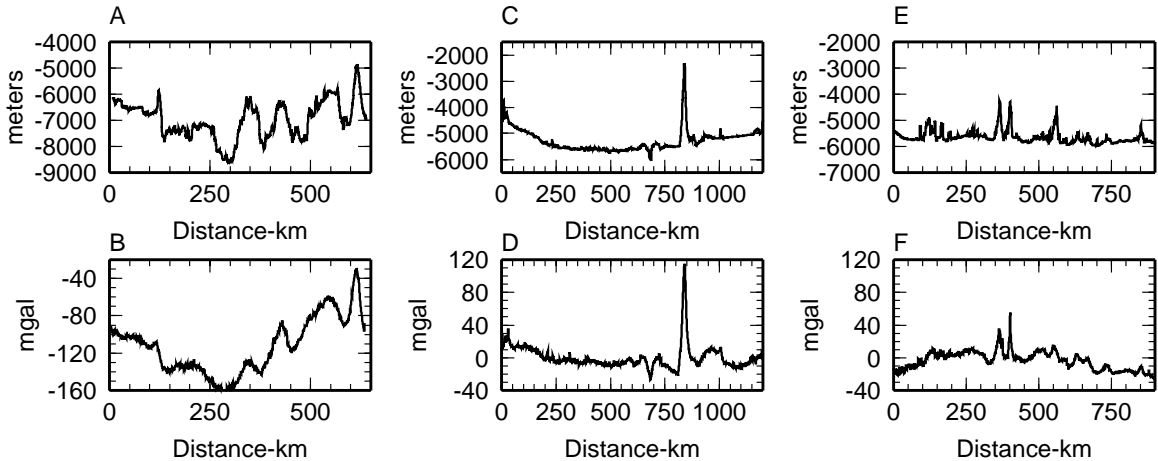 A
-4000
-5000
-6000
-7000
-8000
-9000
meters
0 250 500
Distance-km
C
-2000
-3000
-4000
-5000
-6000
meters
0 250 500 750 1000
Distance-km
E
-2000
-3000
-4000
-5000
-6000
-7000
meters
0 250 500 750
Distance-km
B
-40
-80
-120
-160
mgal
0 250 500
Distance-km
D
120
80
40
0
-40
mgal
0 250 500 750 1000
Distance-km
F
120
80
40
0
-40
mgal
0 250 500 750
Distance-km